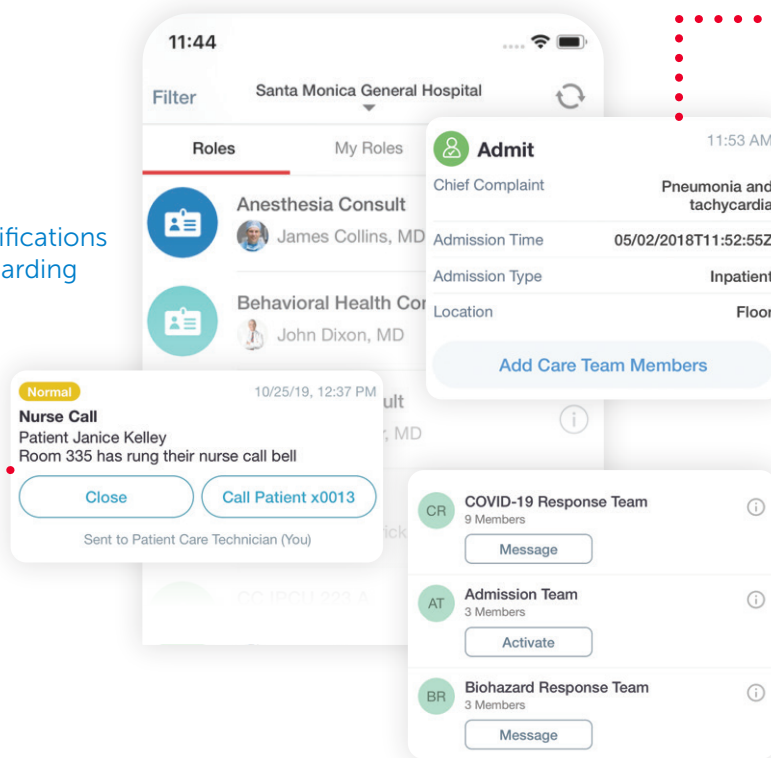 11:44
Filter
Santa Monica General Hospital
Roles
My Roles
Anesthesia Consult
James Collins, MD
Behavioral Health
John Dixon, MD
MD
Admit
11:53 AM
Chief Complaint
Pneumonia and
tachycardia
Admission Time
05/02/2018T11:52:55Z
Admission Type
Inpatient
Location
Floor
Add Care Team Members
Normal
10/25/19, 12:37 PM
Nurse Call
Patient Janice Kelley
Room 335 has rung their nurse call bell
Close
Call Patient x0013
Sent to Patient Care Technician (You)
CR
COVID-19 Response Team
9 Members
Message
AT
Admission Team
3 Members
Activate
BR
Biohazard Response Team
3 Members
Message